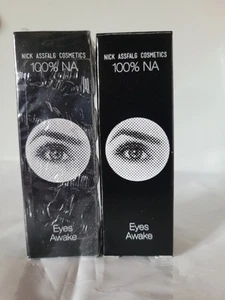 NICK ASSFALG COSMETICS
100% NA
Eyes
Awake
NICK ASSFALG COSMETICS
100% NA
Eyes
Awake